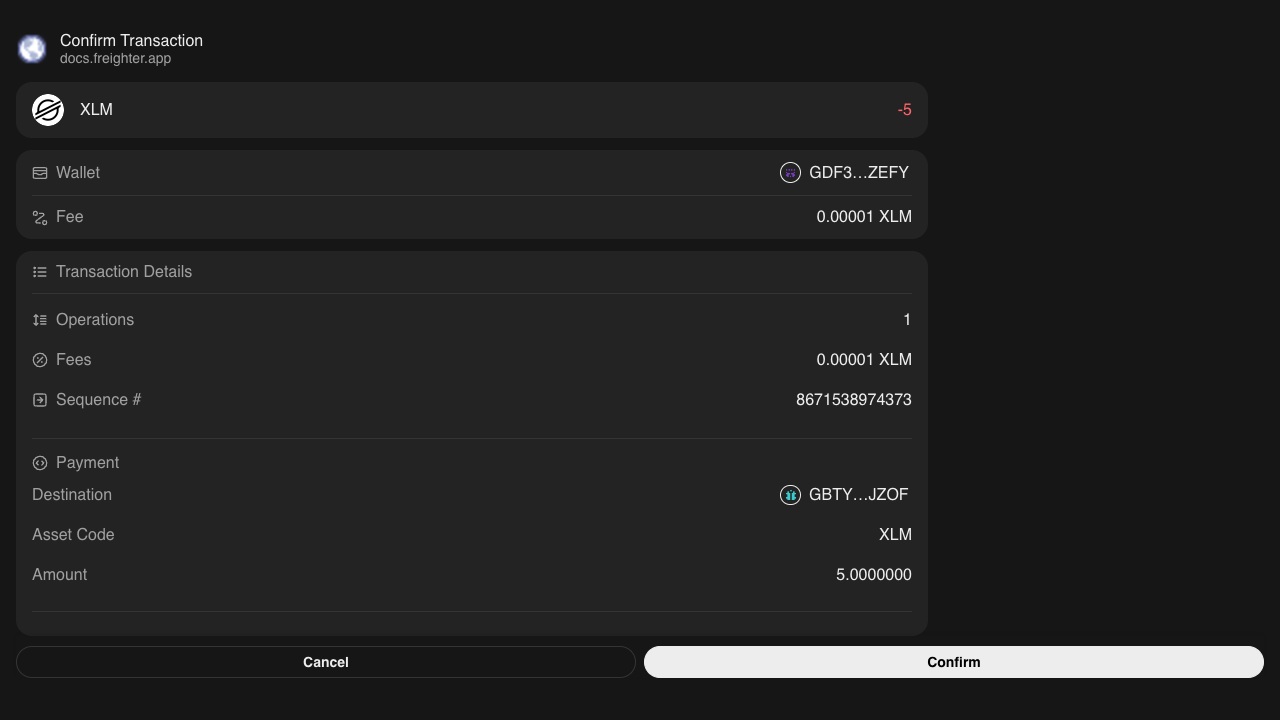 Confirm Transaction
docs.freighter.app
XLM -5
Wallet GDF3...ZEFY
Fee 0.00001 XLM
Transaction Details
Operations 1
Fees 0.00001 XLM
Sequence # 8671538974373
Payment
Destination GBTY...JZOF
Asset Code XLM
Amount 5.0000000
Cancel Confirm